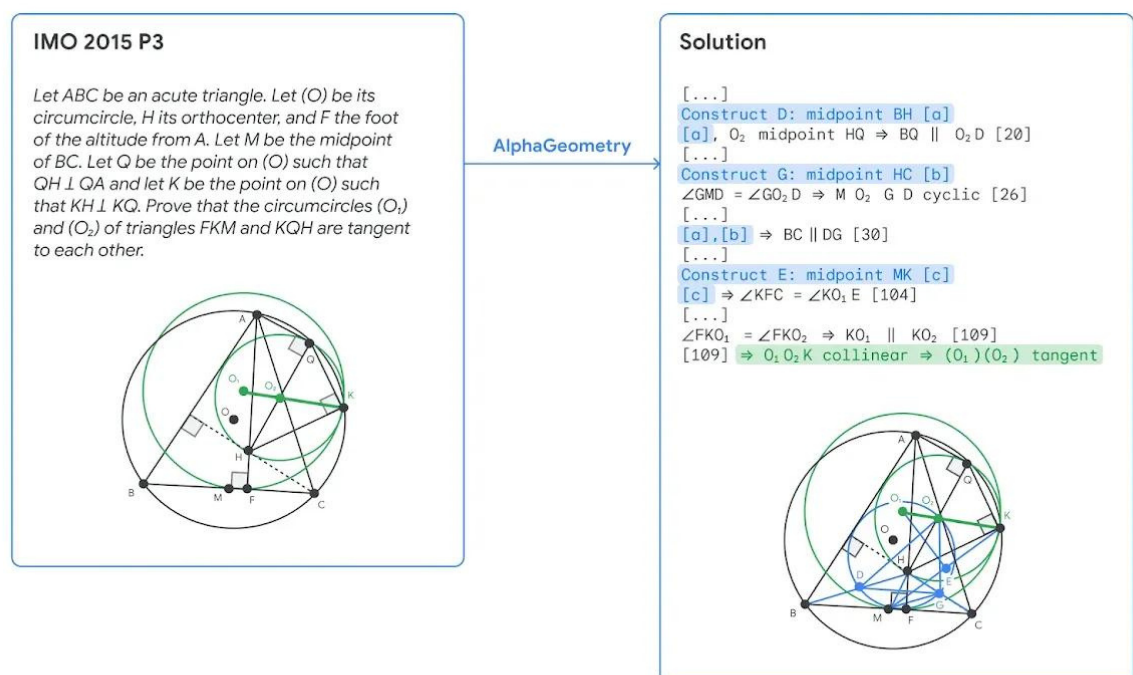 IMO 2015 P3
Let ABC be an acute triangle. Let (O) be its
circumcircle, H its orthocenter, and F the foot
of the altitude from A. Let M be the midpoint
of BC. Let Q be the point on (O) such that
QH ⊥ QA and let K be the point on (O) such
that KH ⊥ KQ. Prove that the circumcircles (O₁)
and (O₂) of triangles FKM and KQH are tangent
to each other.
A
Q
O₁
O₂
K
O
H
B
M
F
C
AlphaGeometry
Solution
[...]
Construct D: midpoint BH [a]
[a], O₂ midpoint HQ ⇒ BQ ∥ O₂D [20]
[...]
Construct G: midpoint HC [b]
∠GMD = ∠GO₂D ⇒ M O₂ G D cyclic [26]
[...]
[a],[b] ⇒ BC ∥ DG [30]
[...]
Construct E: midpoint MK [c]
[c] ⇒ ∠KFC = ∠KO₁E [104]
[...]
∠FKO₁ = ∠FKO₂ ⇒ KO₁ ∥ KO₂ [109]
[109] ⇒ O₁O₂K collinear ⇒ (O₁)(O₂) tangent
A
Q
O₁
O₂
K
O
H
D
E
G
B
M
F
C